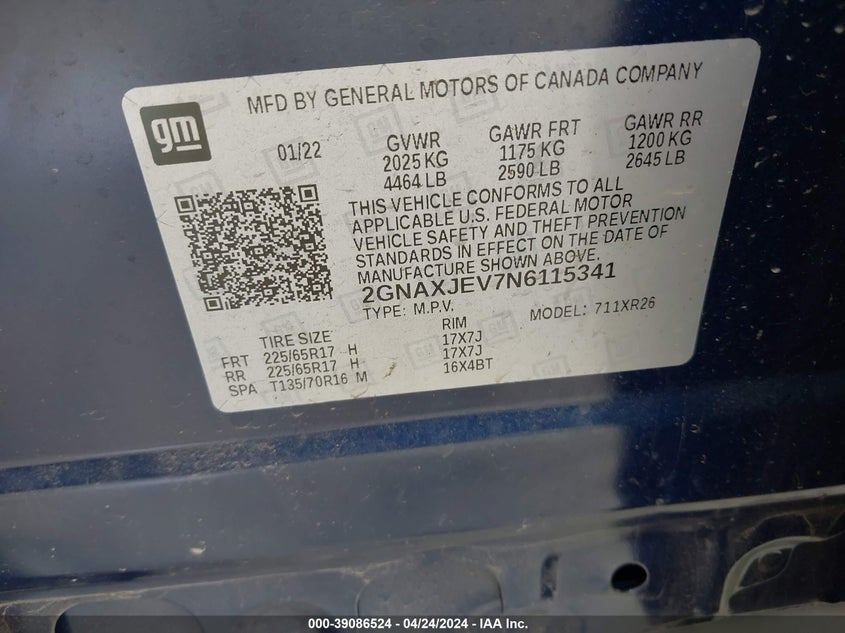 MFD BY GENERAL MOTORS OF CANADA COMPANY
gm
01/22 GVWR GAWR FRT GAWR RR
2025 KG 1175 KG 1200 KG
4464 LB 2590 LB 2645 LB
THIS VEHICLE CONFORMS TO ALL
APPLICABLE U.S. FEDERAL MOTOR
VEHICLE SAFETY AND THEFT PREVENTION
STANDARDS IN EFFECT ON THE DATE OF
MANUFACTURE SHOWN ABOVE.
2GNAXJEV7N6115341
TYPE: M.P.V. MODEL: 711XR26
TIRE SIZE RIM
FRT 225/65R17 H 17X7J
RR 225/65R17 H 17X7J
SPA T135/70R16 M 16X4BT
000-39086524 - 04/24/2024 - IAA Inc.